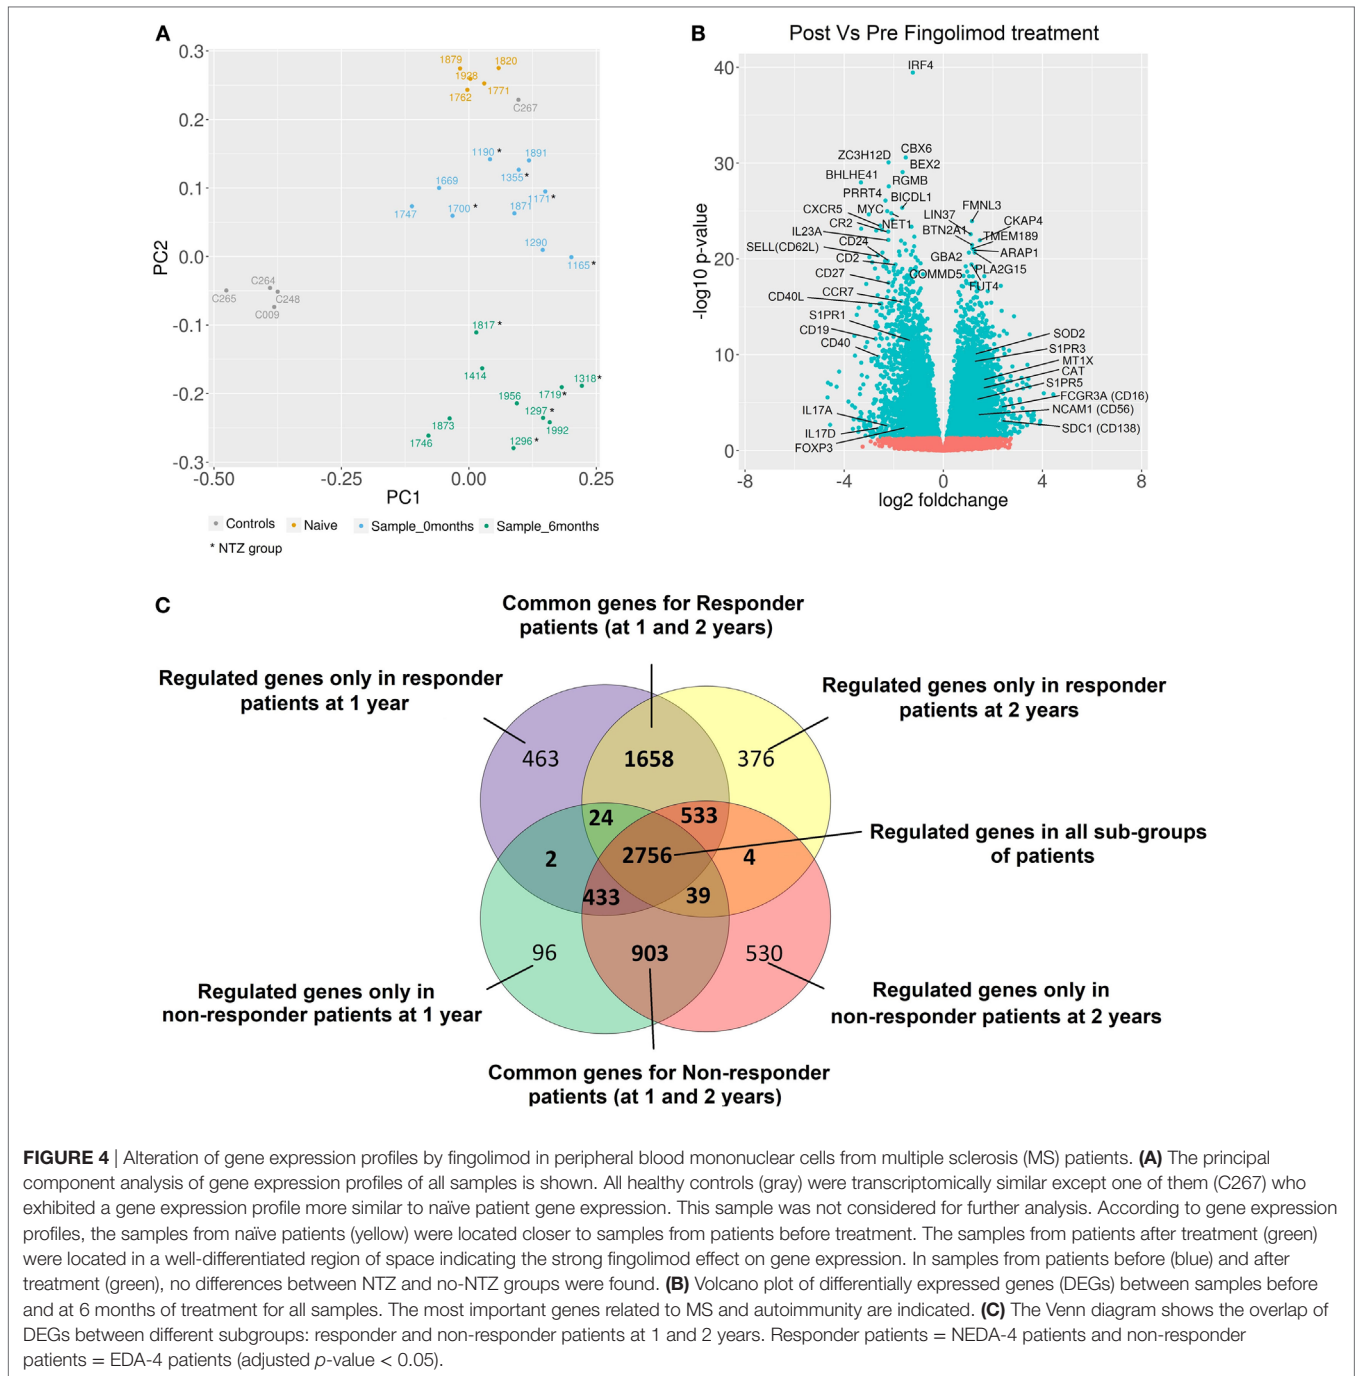 A
0.3
0.2
0.1
0.0
-0.1
-0.2
-0.3
PC2
1879
1928
1820
1762
1771
C267
1190 *
1891
1355 *
1669
1171 *
1747
1700 *
1871
1290
1165 *
C264
C265
C248
C009
1817 *
1414
1318 *
1719 *
1956
1297 *
1873
1992
1746
1296 *
-0.50
-0.25
0.00
0.25
PC1
Controls
Naive
Sample_0months
Sample_6months
* NTZ group
B
Post Vs Pre Fingolimod treatment
40
30
20
10
0
-log10 p-value
IRF4
CBX6
ZC3H12D
BEX2
BHLHE41
RGMB
PRRT4
BICDL1
CXCR5
MYC
LIN37
FMNL3
CKAP4
CR2
NET1
BTN2A1
TMEM189
IL23A
SELL(CD62L)
CD24
ARAP1
CD2
GBA2
PLA2G15
CD27
COMMD5
FUT4
CCR7
CD40L
S1PR1
CD19
CD40
SOD2
S1PR3
MT1X
CAT
S1PR5
FCGR3A (CD16)
NCAM1 (CD56)
SDC1 (CD138)
IL17A
IL17D
FOXP3
-8
-4
0
4
8
log2 foldchange
C
Common genes for Responder
patients (at 1 and 2 years)
Regulated genes only in responder
patients at 1 year
Regulated genes only in responder
patients at 2 years
463
1658
376
24
533
Regulated genes in all sub-groups
of patients
2
2756
4
433
39
96
903
530
Regulated genes only in
non-responder patients at 1 year
Regulated genes only in
non-responder patients at 2 years
Common genes for Non-responder
patients (at 1 and 2 years)
FIGURE 4 | Alteration of gene expression profiles by fingolimod in peripheral blood mononuclear cells from multiple sclerosis (MS) patients. (A) The principal
component analysis of gene expression profiles of all samples is shown. All healthy controls (gray) were transcriptomically similar except one of them (C267) who
exhibited a gene expression profile more similar to naïve patient gene expression. This sample was not considered for further analysis. According to gene expression
profiles, the samples from naïve patients (yellow) were located closer to samples from patients before treatment. The samples from patients after treatment (green)
were located in a well-differentiated region of space indicating the strong fingolimod effect on gene expression. In samples from patients before (blue) and after
treatment (green), no differences between NTZ and no-NTZ groups were found. (B) Volcano plot of differentially expressed genes (DEGs) between samples before
and at 6 months of treatment for all samples. The most important genes related to MS and autoimmunity are indicated. (C) The Venn diagram shows the overlap of
DEGs between different subgroups: responder and non-responder patients at 1 and 2 years. Responder patients = NEDA-4 patients and non-responder
patients = EDA-4 patients (adjusted p-value < 0.05).